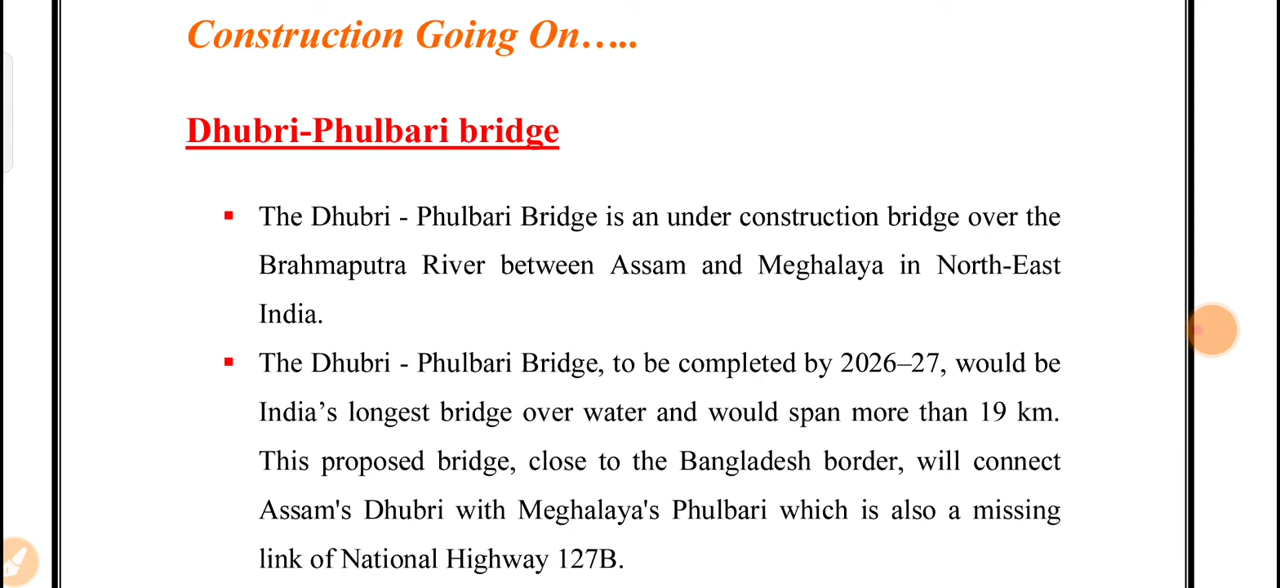 Construction Going On…..
Dhubri-Phulbari bridge
▪ The Dhubri - Phulbari Bridge is an under construction bridge over the
Brahmaputra River between Assam and Meghalaya in North-East
India.
▪ The Dhubri - Phulbari Bridge, to be completed by 2026–27, would be
India’s longest bridge over water and would span more than 19 km.
This proposed bridge, close to the Bangladesh border, will connect
Assam's Dhubri with Meghalaya's Phulbari which is also a missing
link of National Highway 127B.